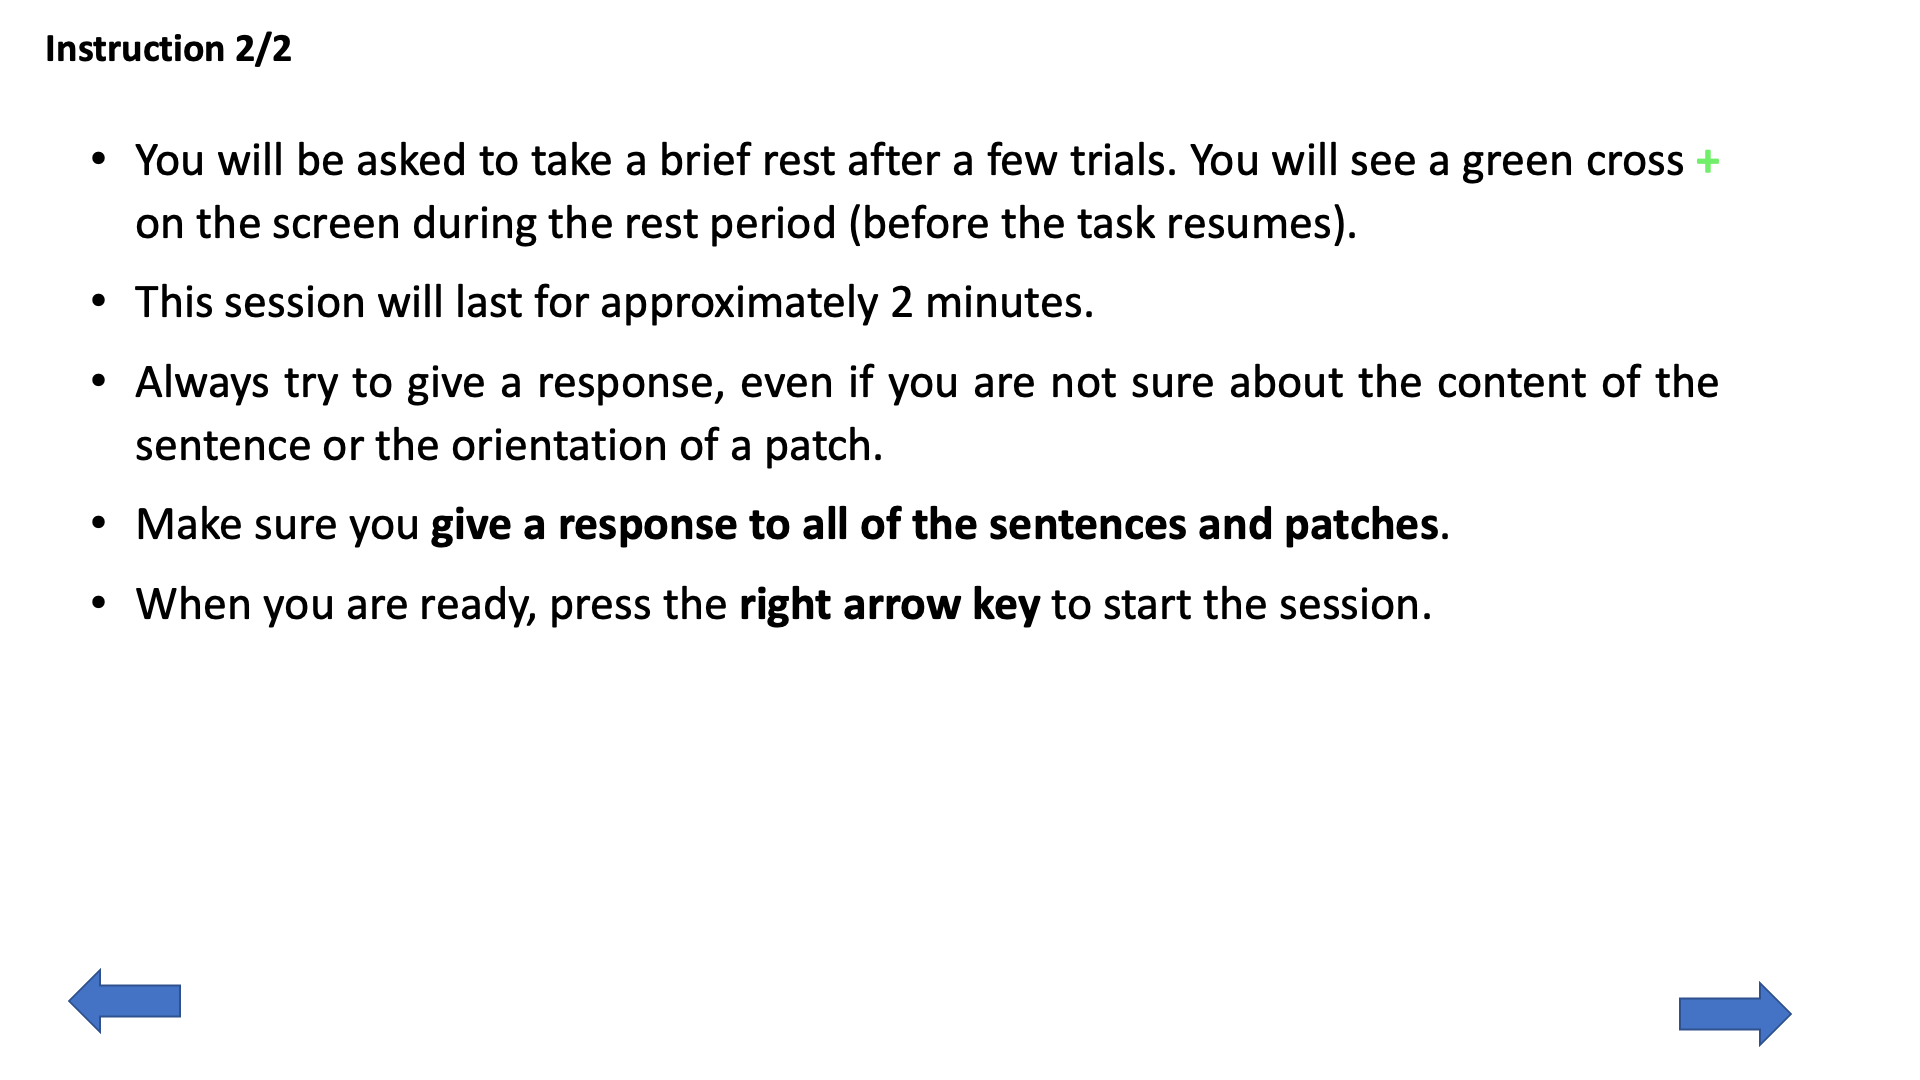 Instruction 2/2
• You will be asked to take a brief rest after a few trials. You will see a green cross +
on the screen during the rest period (before the task resumes).
• This session will last for approximately 2 minutes.
• Always try to give a response, even if you are not sure about the content of the
sentence or the orientation of a patch.
• Make sure you give a response to all of the sentences and patches.
• When you are ready, press the right arrow key to start the session.